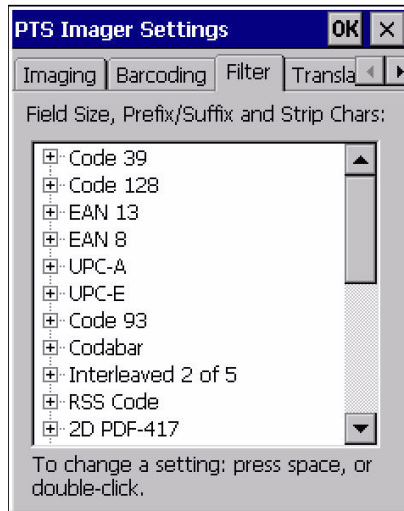 PTS Imager Settings OK ×
Imaging Barcoding Filter Transla
Field Size, Prefix/Suffix and Strip Chars:
Code 39
Code 128
EAN 13
EAN 8
UPC-A
UPC-E
Code 93
Codabar
Interleaved 2 of 5
RSS Code
2D PDF-417
To change a setting: press space, or
double-click.